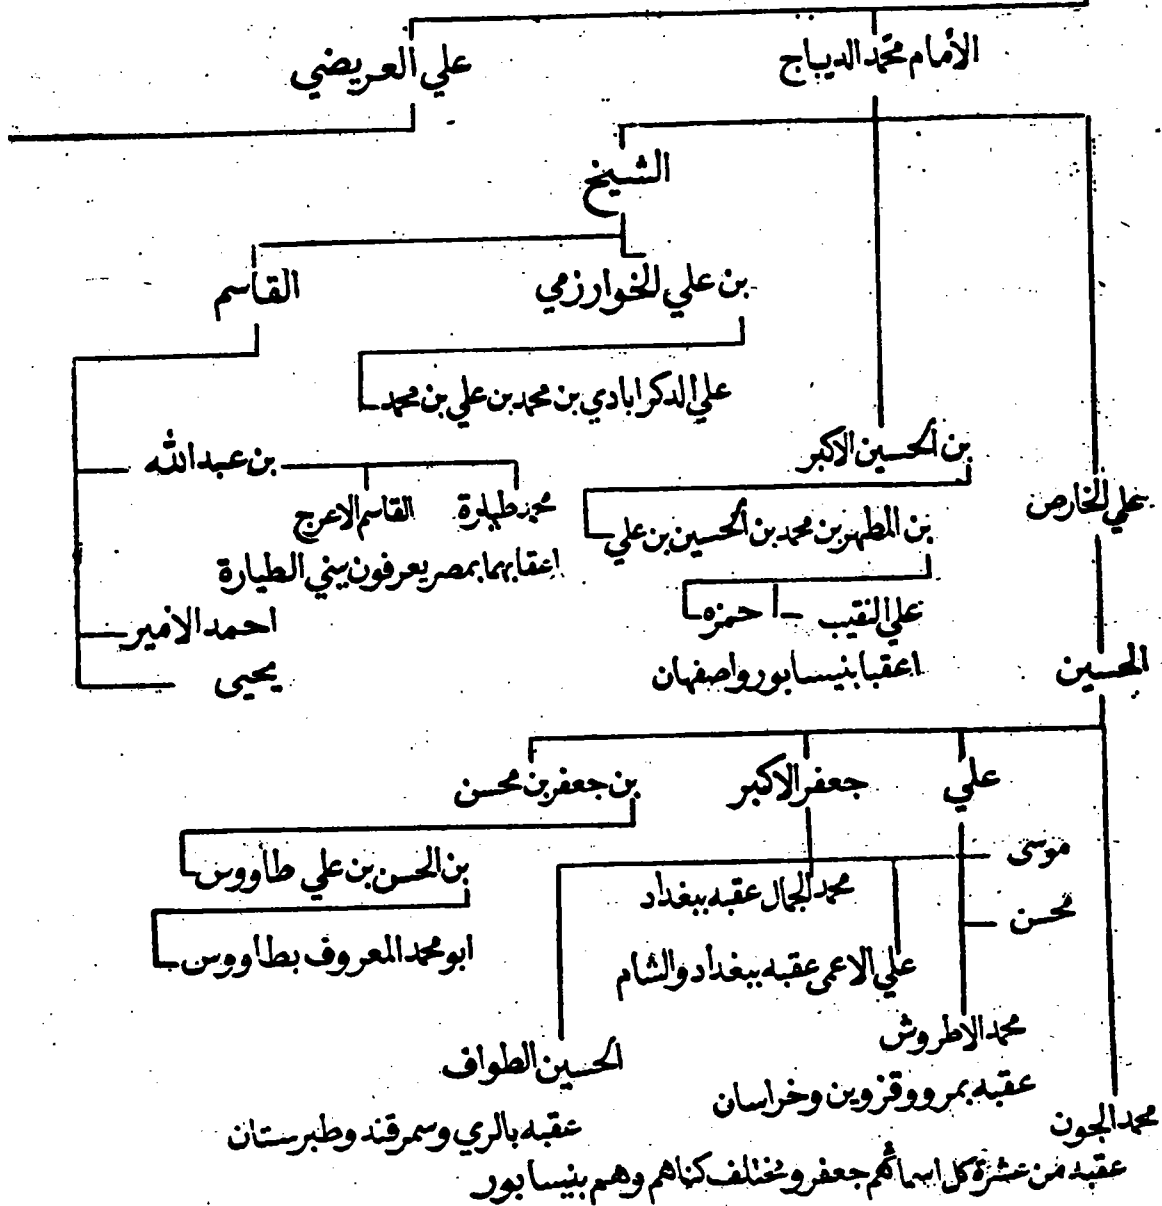 الأمام محمد الديباج
علي العريضي
الشيخ
بن علي الخوارزمي
القاسم
علي الدكرابادي بن محمد بن علي بن محمد
بن الحسين الاكبر
بن عبد الله
علي الخارص
محمد طيارة
القاسم الاعرج
بن المطهر بن محمد بن الحسين بن علي
اعقابهما بمصر يعرفون ببني الطيارة
علي النقيب
حمزه
احمد الامير
اعقبا بنيسابور واصفهان
الحسين
يحيى
علي
جعفر الاكبر
بن جعفر بن محسن
موسى
بن الحسن بن علي طاووس
محمد الجمال عقبه ببغداد
محسن
ابو محمد المعروف بطاووس
علي الاعمى عقبه ببغداد والشام
محمد الاطروش
الحسين الطواف
عقبه بمرو وقزوين وخراسان
محمد الجون
عقبه بالري وسمرقند وطبرستان
عقبه من عشرة كل اسمائهم جعفر وتختلف كناهم وهم بنيسابور